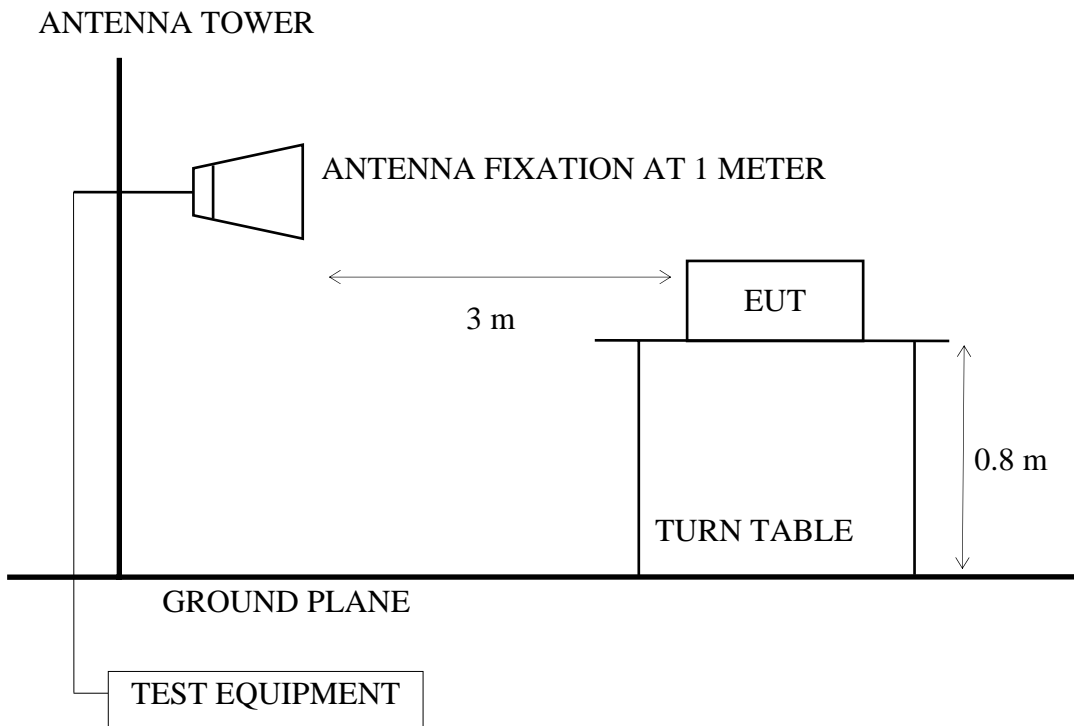 ANTENNA TOWER
ANTENNA FIXATION AT 1 METER
EUT
3 m
0.8 m
TURN TABLE
GROUND PLANE
TEST EQUIPMENT